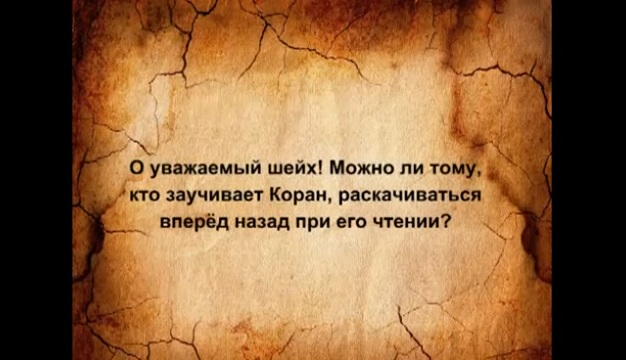 О уважаемый шейх! Можно ли тому,
кто заучивает Коран, раскачиваться
вперёд назад при его чтении?